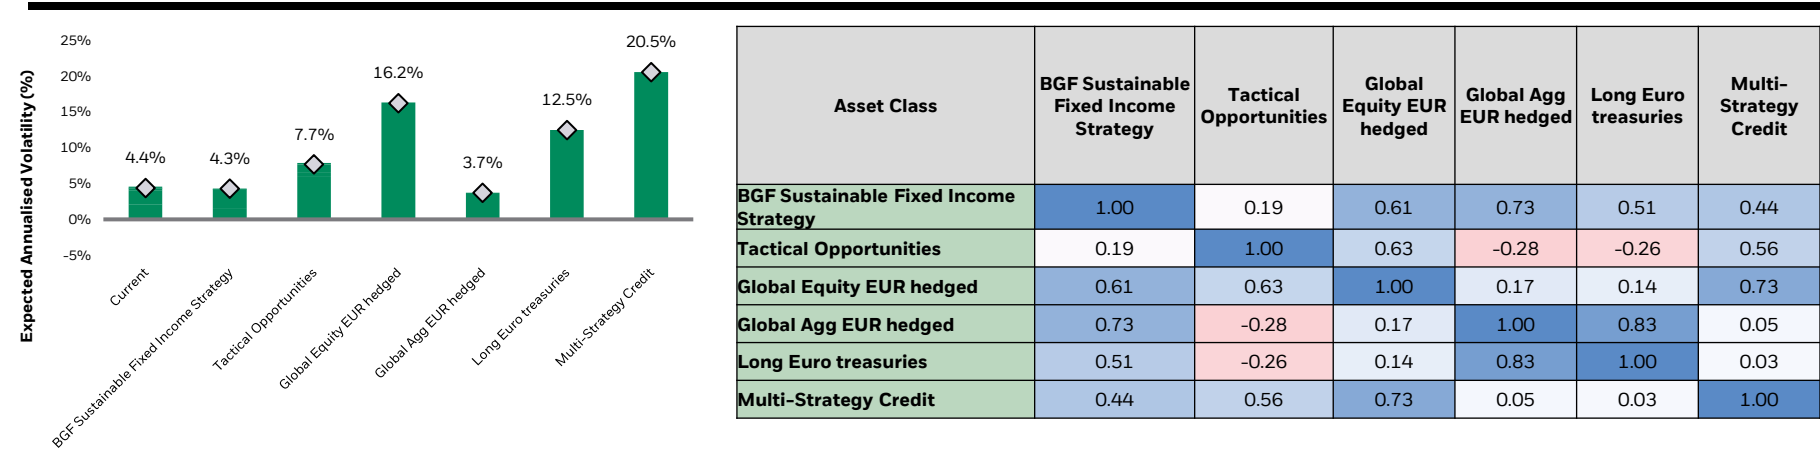 Expected Annualised Volatility (%)
25%
20%
15%
10%
5%
0%
-5%
4.4%
4.3%
7.7%
16.2%
3.7%
12.5%
20.5%
Current
BGF Sustainable Fixed Income Strategy
Tactical Opportunities
Global Equity EUR hedged
Global Agg EUR hedged
Long Euro treasuries
Multi-Strategy Credit
Asset Class
BGF Sustainable
Fixed Income
Strategy
Tactical
Opportunities
Global
Equity EUR
hedged
Global Agg
EUR hedged
Long Euro
treasuries
Multi-
Strategy
Credit
BGF Sustainable Fixed Income
Strategy
1.00 0.19 0.61 0.73 0.51 0.44
Tactical Opportunities 0.19 1.00 0.63 -0.28 -0.26 0.56
Global Equity EUR hedged 0.61 0.63 1.00 0.17 0.14 0.73
Global Agg EUR hedged 0.73 -0.28 0.17 1.00 0.83 0.05
Long Euro treasuries 0.51 -0.26 0.14 0.83 1.00 0.03
Multi-Strategy Credit 0.44 0.56 0.73 0.05 0.03 1.00